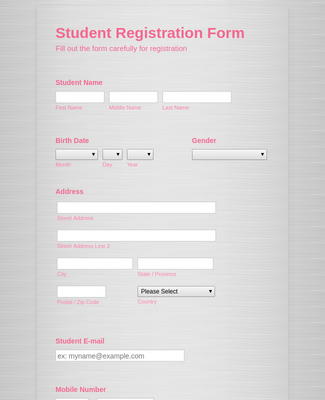 Student Registration Form
Fill out the form carefully for registration
Student Name
First Name Middle Name Last Name
Birth Date Gender
Month Day Year
Address
Street Address
Street Address Line 2
City State / Province
Please Select
Postal / Zip Code Country
Student E-mail
ex: myname@example.com
Mobile Number